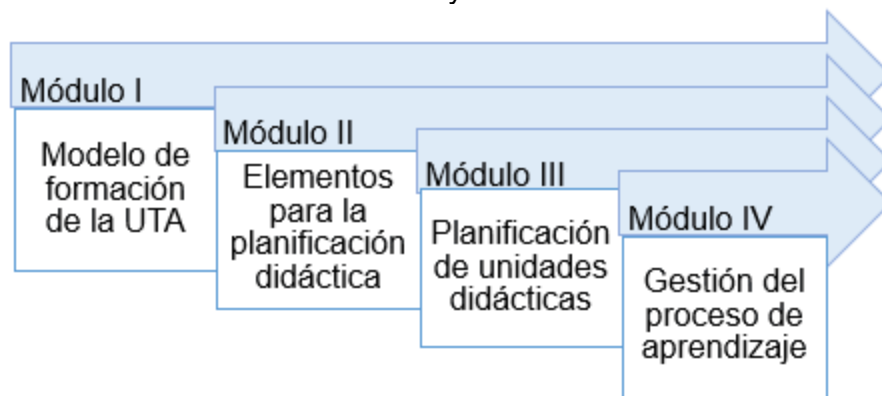 Módulo I
Modelo de
formación
de la UTA
Módulo II
Elementos
para la
planificación
didáctica
Módulo III
Planificación
de unidades
didácticas
Módulo IV
Gestión del
proceso de
aprendizaje